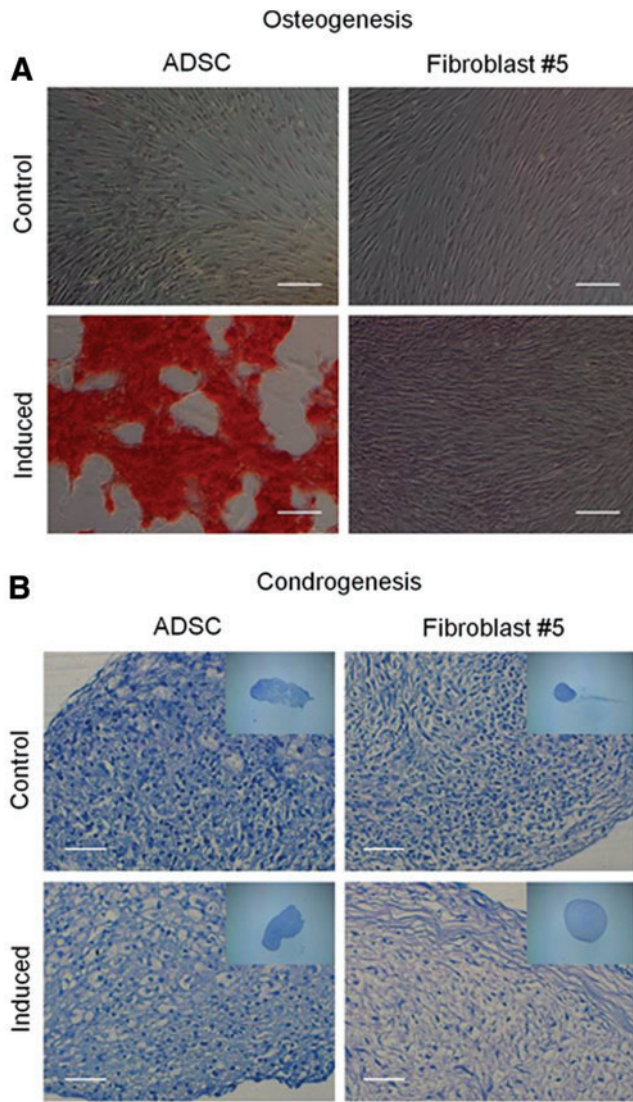 Osteogenesis
A
ADSC
Fibroblast #5
Control
Induced
B
Condrogenesis
ADSC
Fibroblast #5
Control
Induced